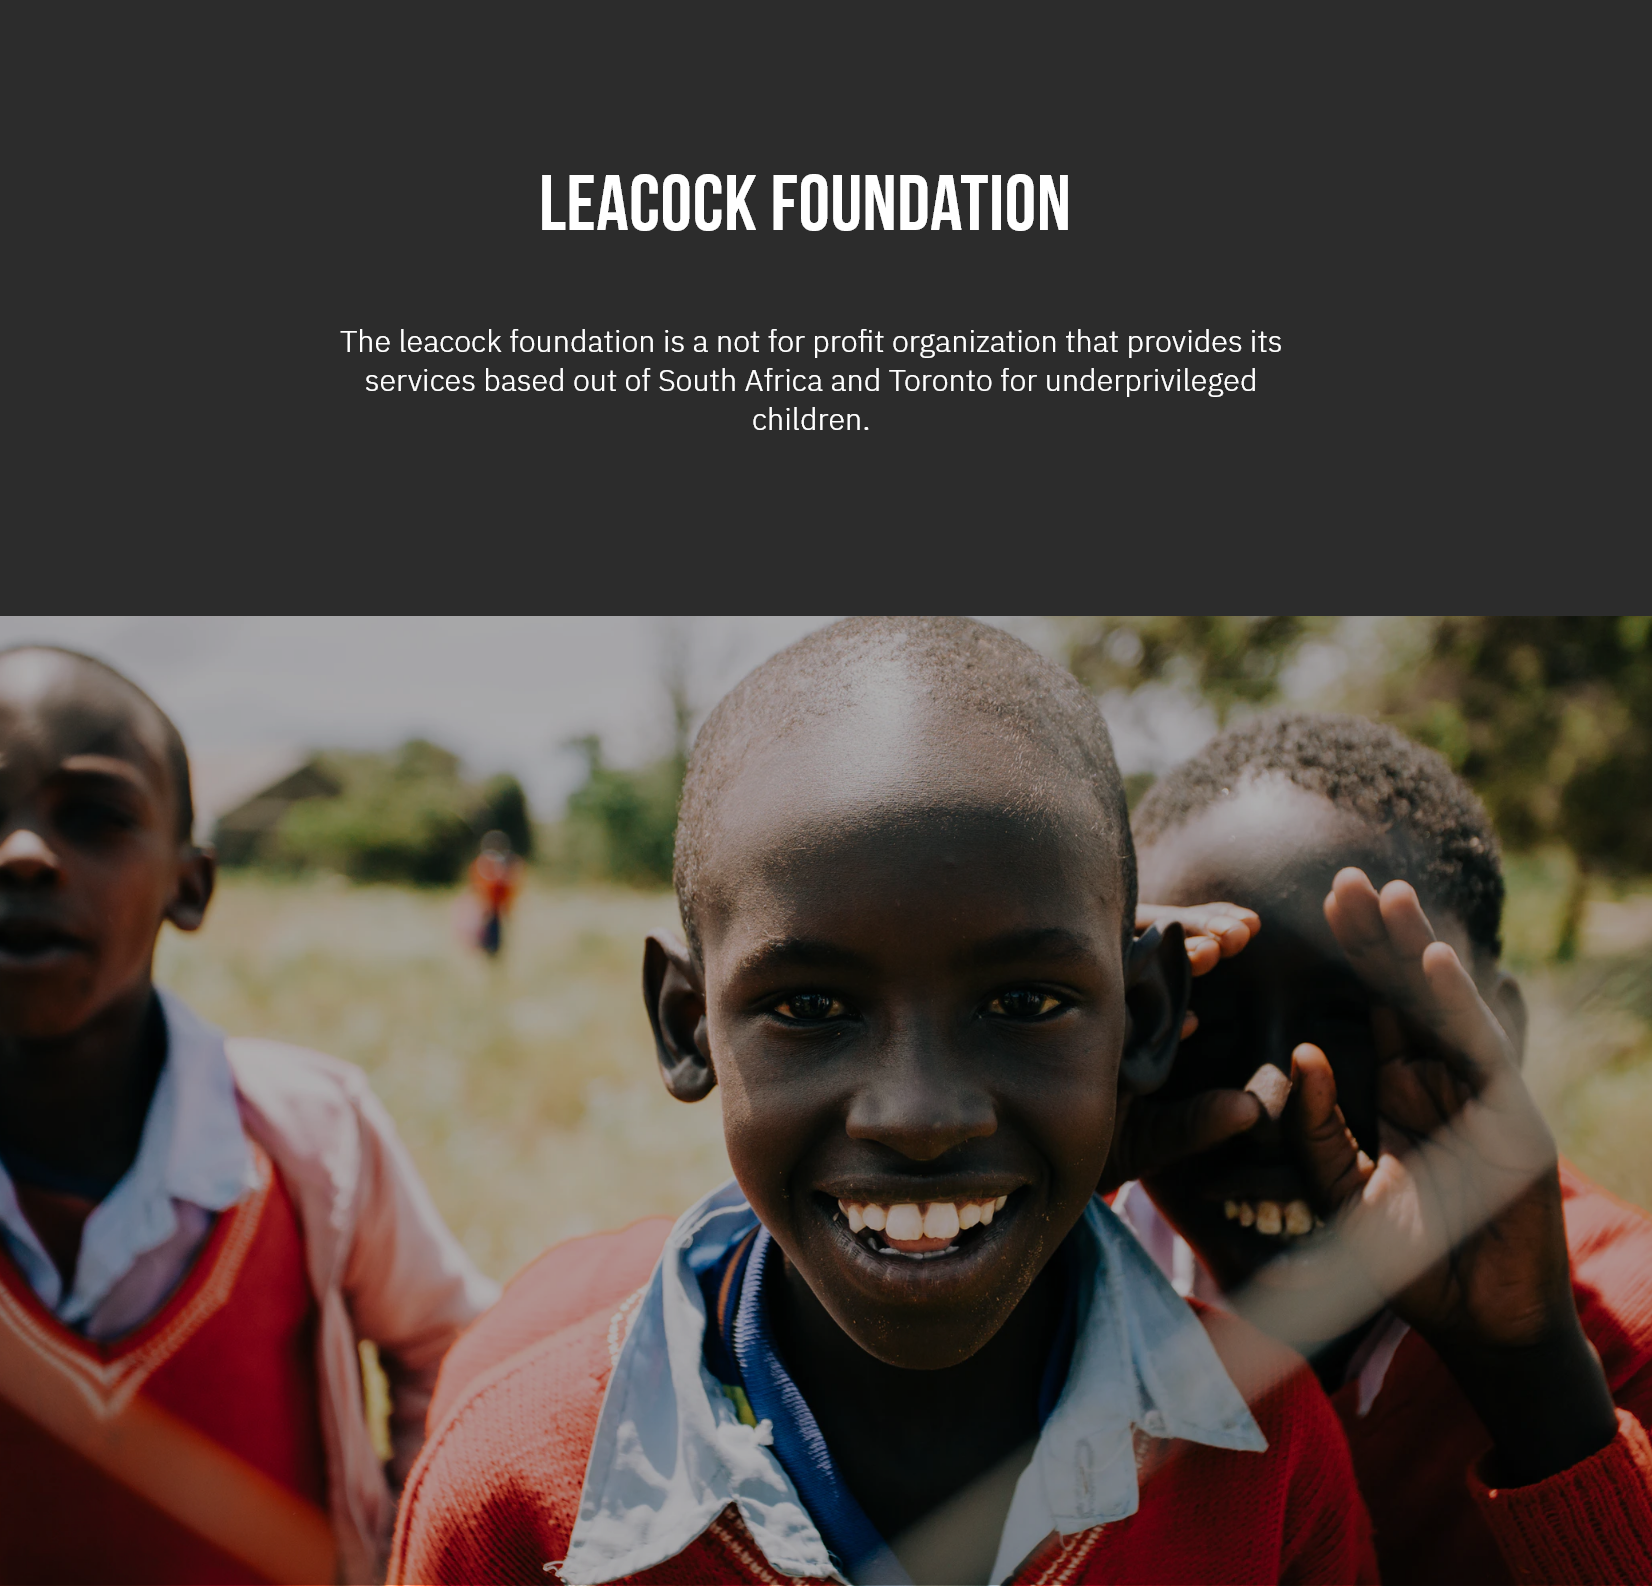 LEACOCK FOUNDATION
The leacock foundation is a not for profit organization that provides its
services based out of South Africa and Toronto for underprivileged
children.